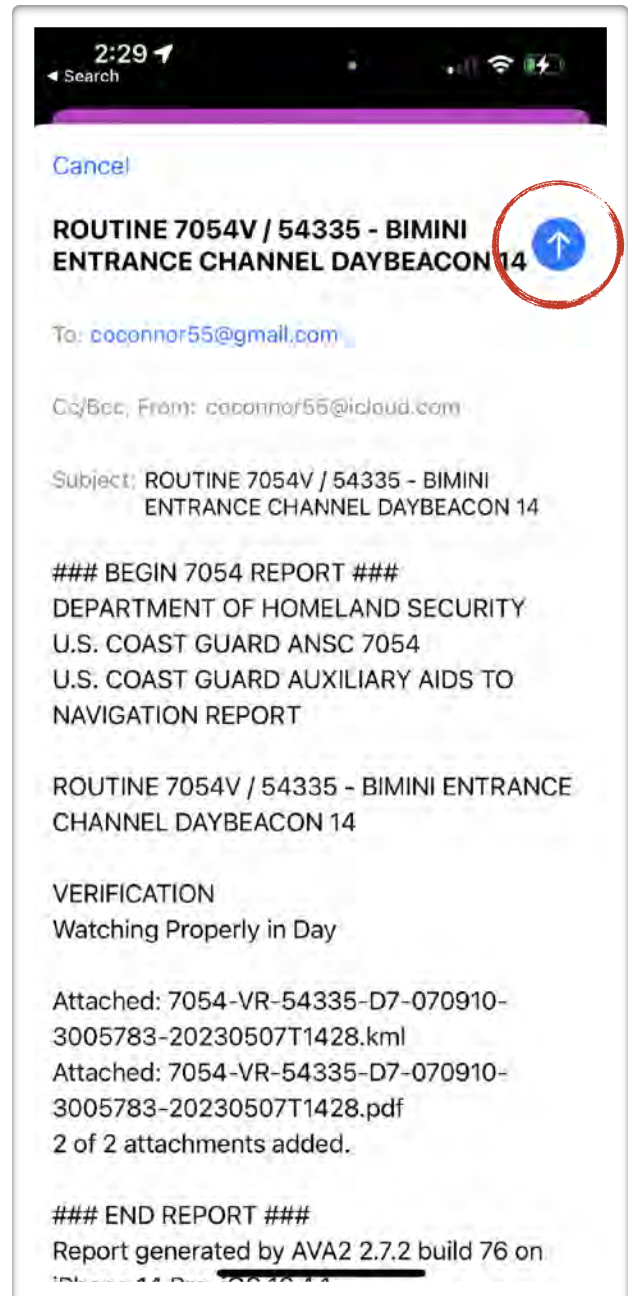 2:29
◀ Search
Cancel
ROUTINE 7054V / 54335 - BIMINI
ENTRANCE CHANNEL DAYBEACON 14
To: coconnor55@gmail.com
Cc/Bcc, From: coconnor55@icloud.com
Subject: ROUTINE 7054V / 54335 - BIMINI
ENTRANCE CHANNEL DAYBEACON 14
### BEGIN 7054 REPORT ###
DEPARTMENT OF HOMELAND SECURITY
U.S. COAST GUARD ANSC 7054
U.S. COAST GUARD AUXILIARY AIDS TO
NAVIGATION REPORT
ROUTINE 7054V / 54335 - BIMINI ENTRANCE
CHANNEL DAYBEACON 14
VERIFICATION
Watching Properly in Day
Attached: 7054-VR-54335-D7-070910-
3005783-20230507T1428.kml
Attached: 7054-VR-54335-D7-070910-
3005783-20230507T1428.pdf
2 of 2 attachments added.
### END REPORT ###
Report generated by AVA2 2.7.2 build 76 on